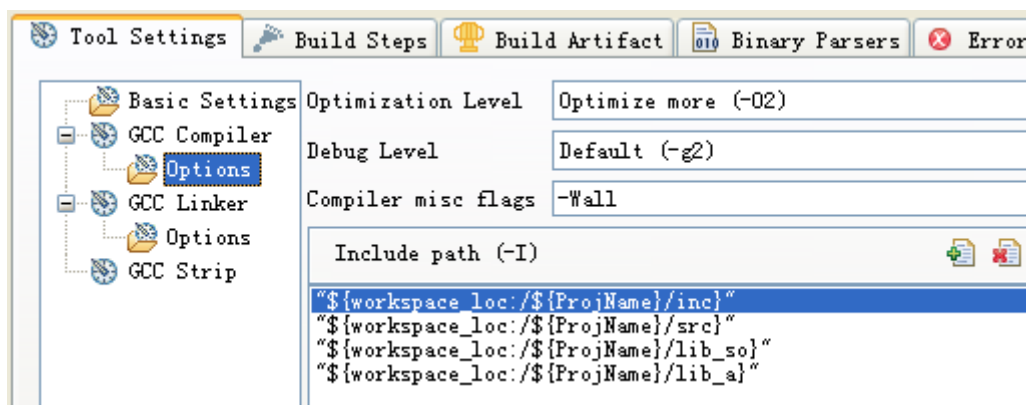 Tool Settings Build Steps Build Artifact 010 Binary Parsers Error
Basic Settings Optimization Level Optimize more (-O2)
GCC Compiler
Options Debug Level Default (-g2)
GCC Linker Compiler misc flags -Wall
Options
Include path (-I)
GCC Strip
"${workspace_loc:/${ProjName}/inc}"
"${workspace_loc:/${ProjName}/src}"
"${workspace_loc:/${ProjName}/lib_so}"
"${workspace_loc:/${ProjName}/lib_a}"